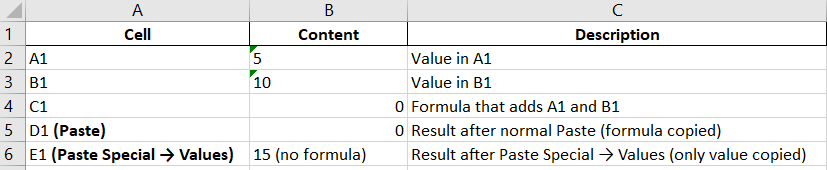 A B C
1 Cell Content Description
2 A1 5 Value in A1
3 B1 10 Value in B1
4 C1 0 Formula that adds A1 and B1
5 D1 (Paste) 0 Result after normal Paste (formula copied)
6 E1 (Paste Special → Values) 15 (no formula) Result after Paste Special → Values (only value copied)